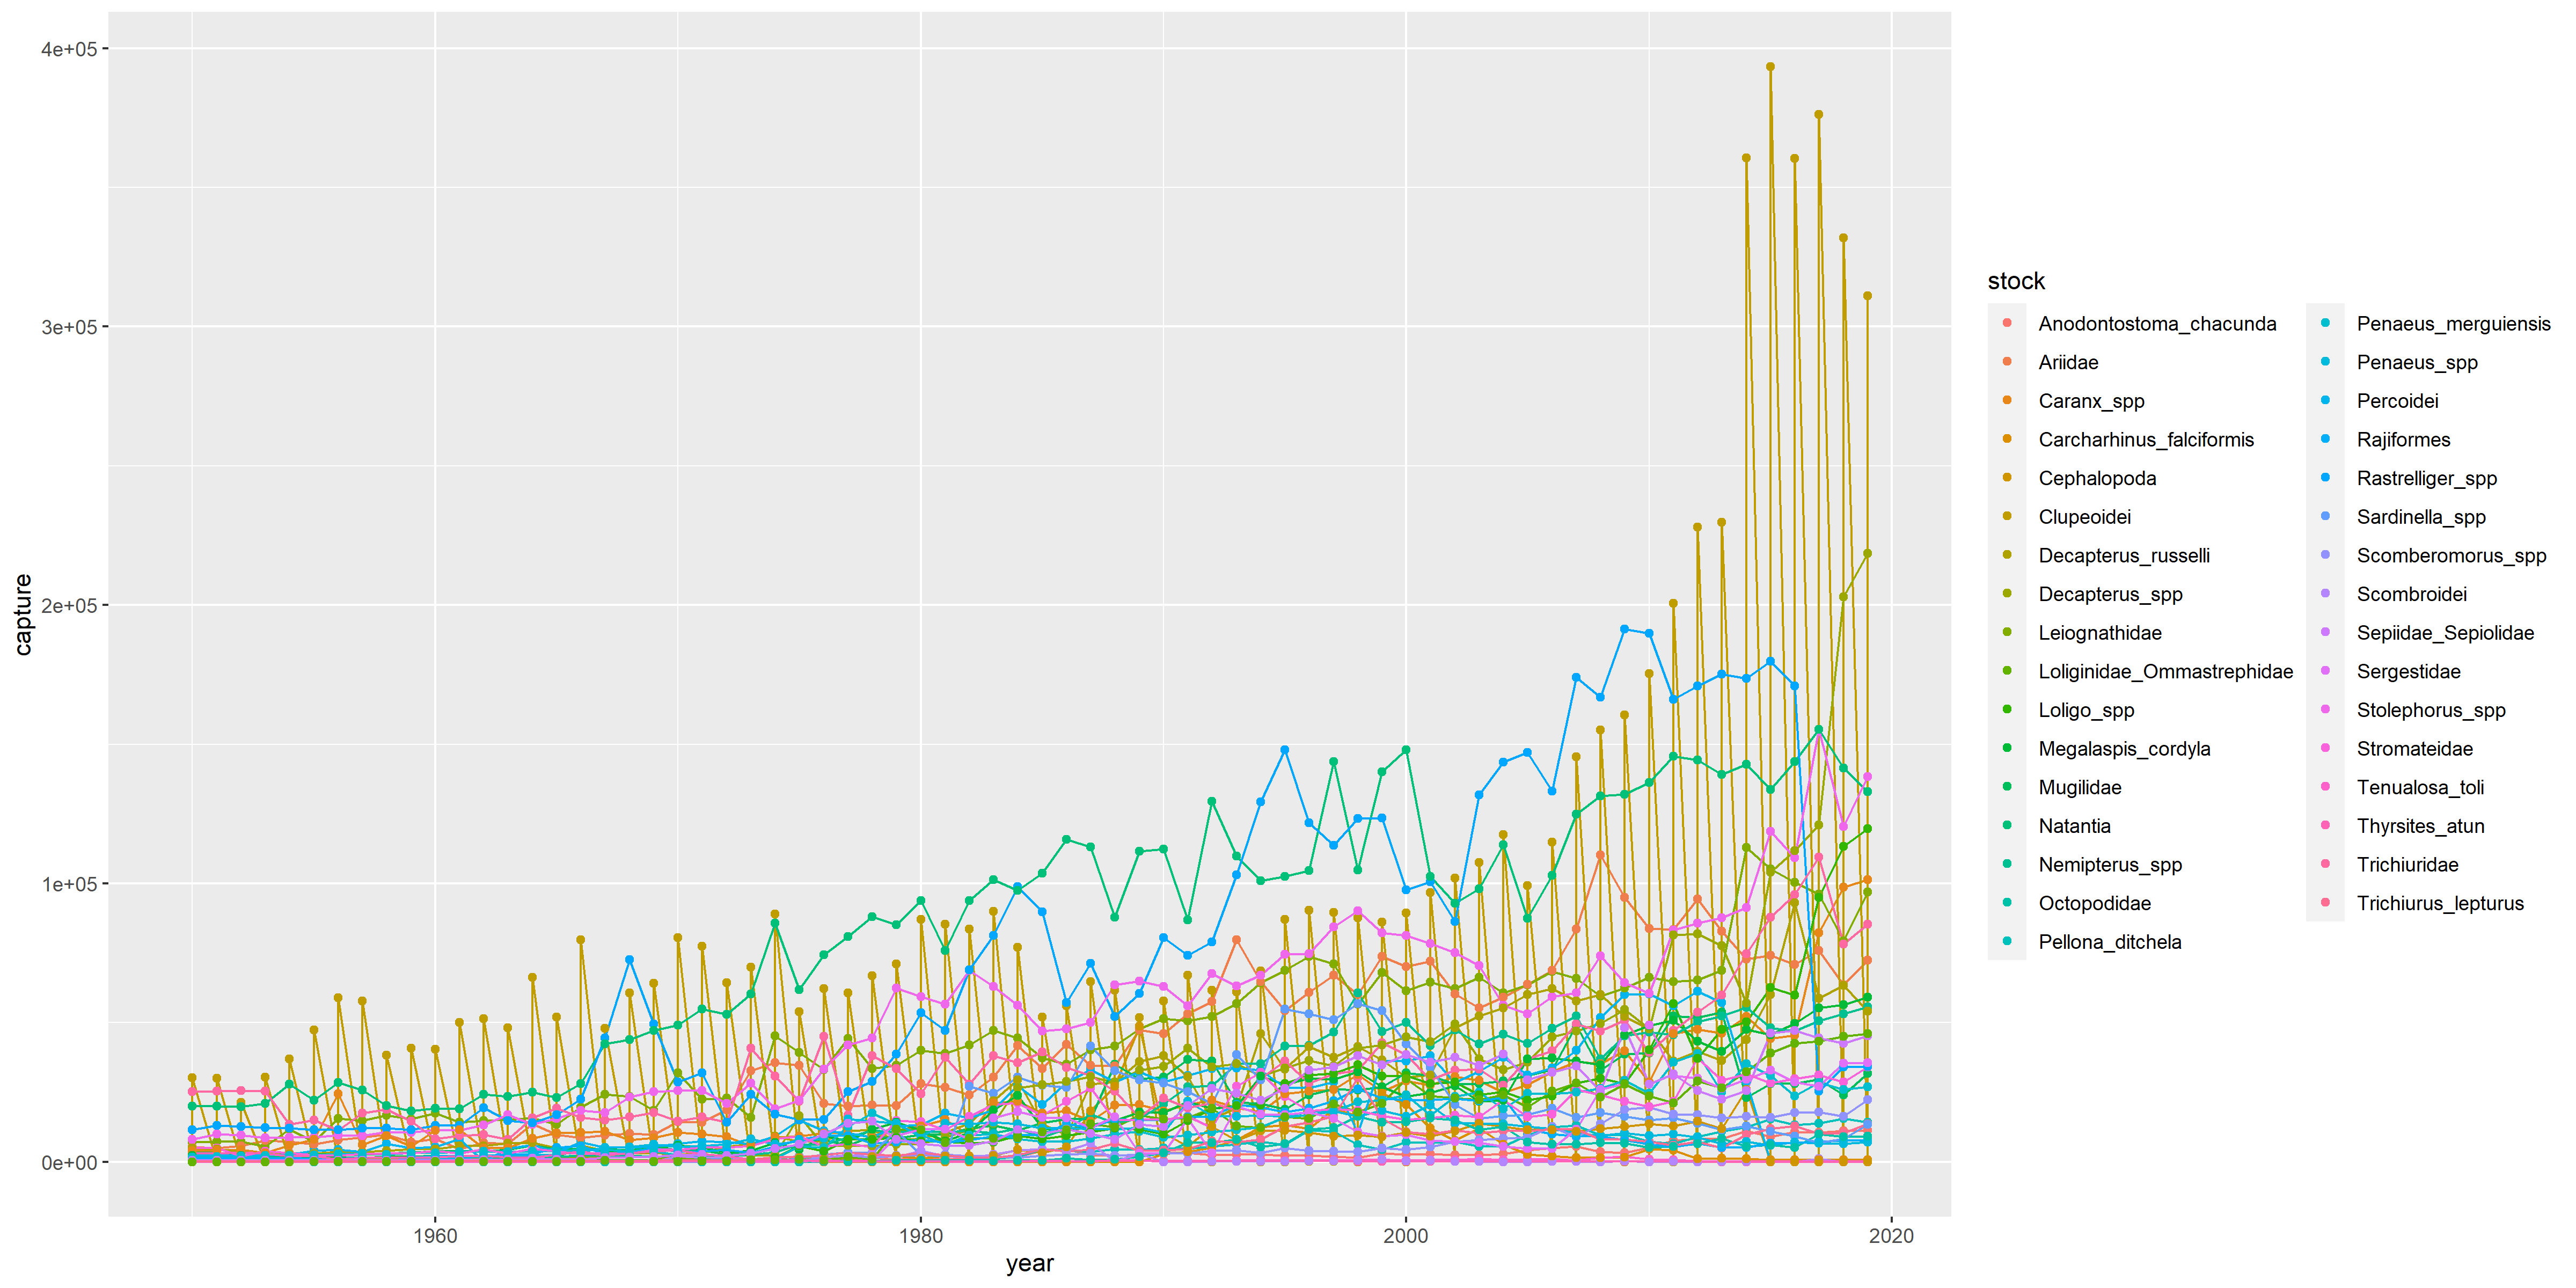 4e+05
3e+05
2e+05
1e+05
0e+00
capture
1960
1980
2000
2020
year
stock
Anodontostoma_chacunda
Ariidae
Caranx_spp
Carcharhinus_falciformis
Cephalopoda
Clupeoidei
Decapterus_russelli
Decapterus_spp
Leiognathidae
Loliginidae_Ommastrephidae
Loligo_spp
Megalaspis_cordyla
Mugilidae
Natantia
Nemipterus_spp
Octopodidae
Pellona_ditchela
Penaeus_merguiensis
Penaeus_spp
Percoidei
Rajiformes
Rastrelliger_spp
Sardinella_spp
Scomberomorus_spp
Scombroidei
Sepiidae_Sepiolidae
Sergestidae
Stolephorus_spp
Stromateidae
Tenualosa_toli
Thyrsites_atun
Trichiuridae
Trichiurus_lepturus